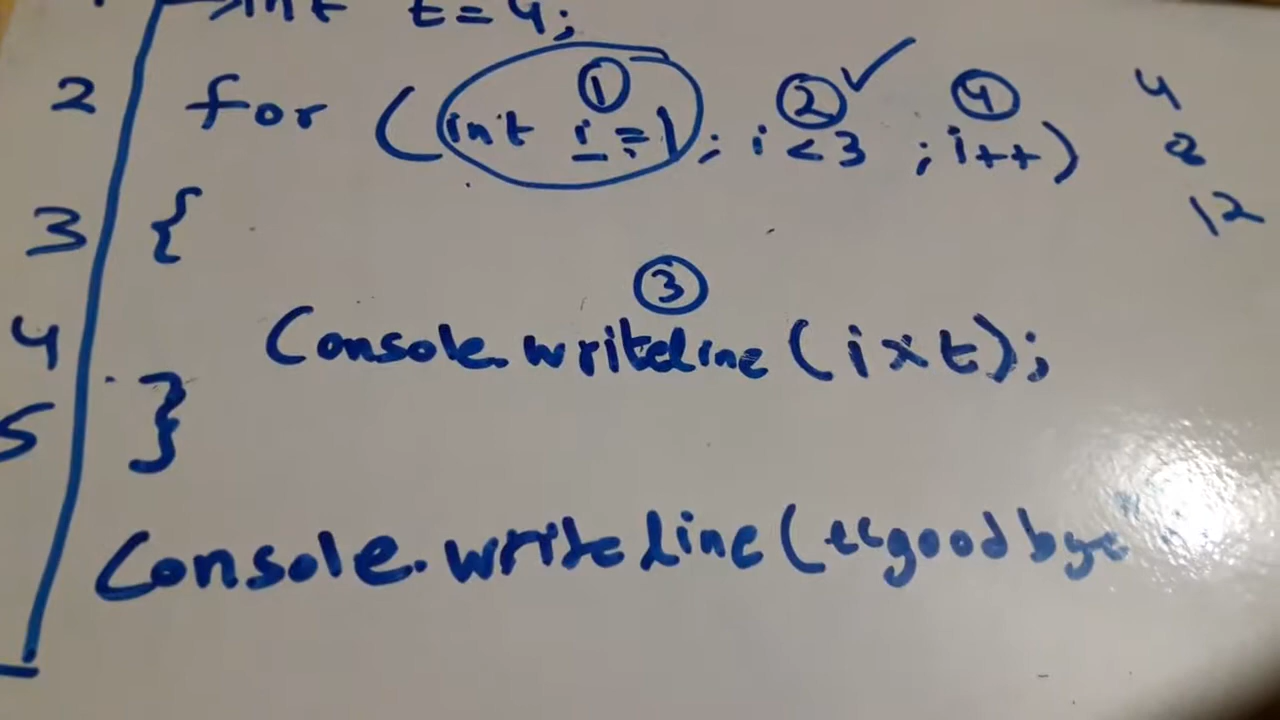 int t=4;
2 for (int i=1; i<3 ; i++) 4
1 2 4
8
3 {
12
3
4 Console.writeline (i×t);
5 }
Console.writeline (“goodbye”